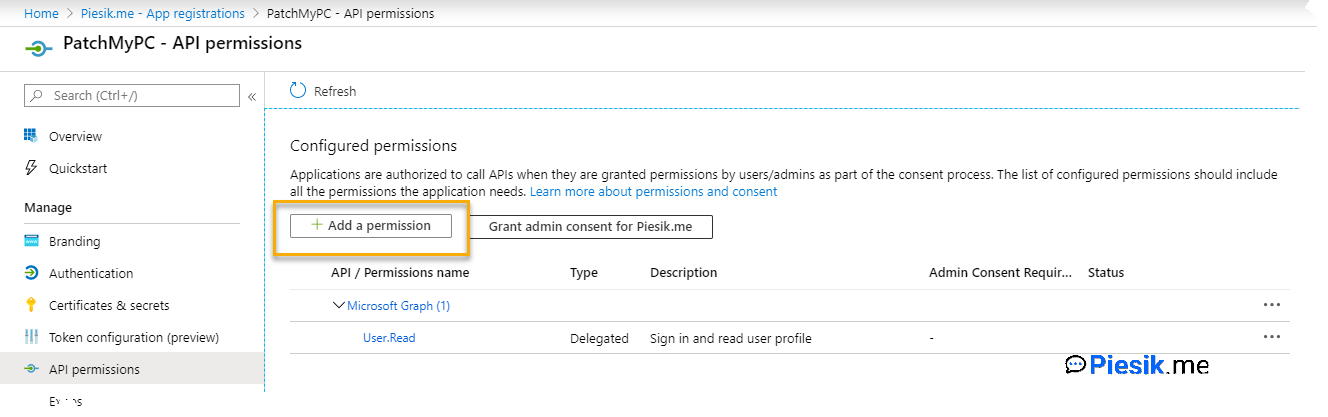 Home > Piesik.me - App registrations > PatchMyPC - API permissions
PatchMyPC - API permissions
Search (Ctrl+/)
«
Refresh
Overview
Quickstart
Manage
Branding
Authentication
Certificates & secrets
Token configuration (preview)
API permissions
Configured permissions
Applications are authorized to call APIs when they are granted permissions by users/admins as part of the consent process. The list of configured permissions should include
all the permissions the application needs. Learn more about permissions and consent
+ Add a permission
Grant admin consent for Piesik.me
API / Permissions name Type Description Admin Consent Requir... Status
Microsoft Graph (1) ...
User.Read Delegated Sign in and read user profile - ...
Piesik.me